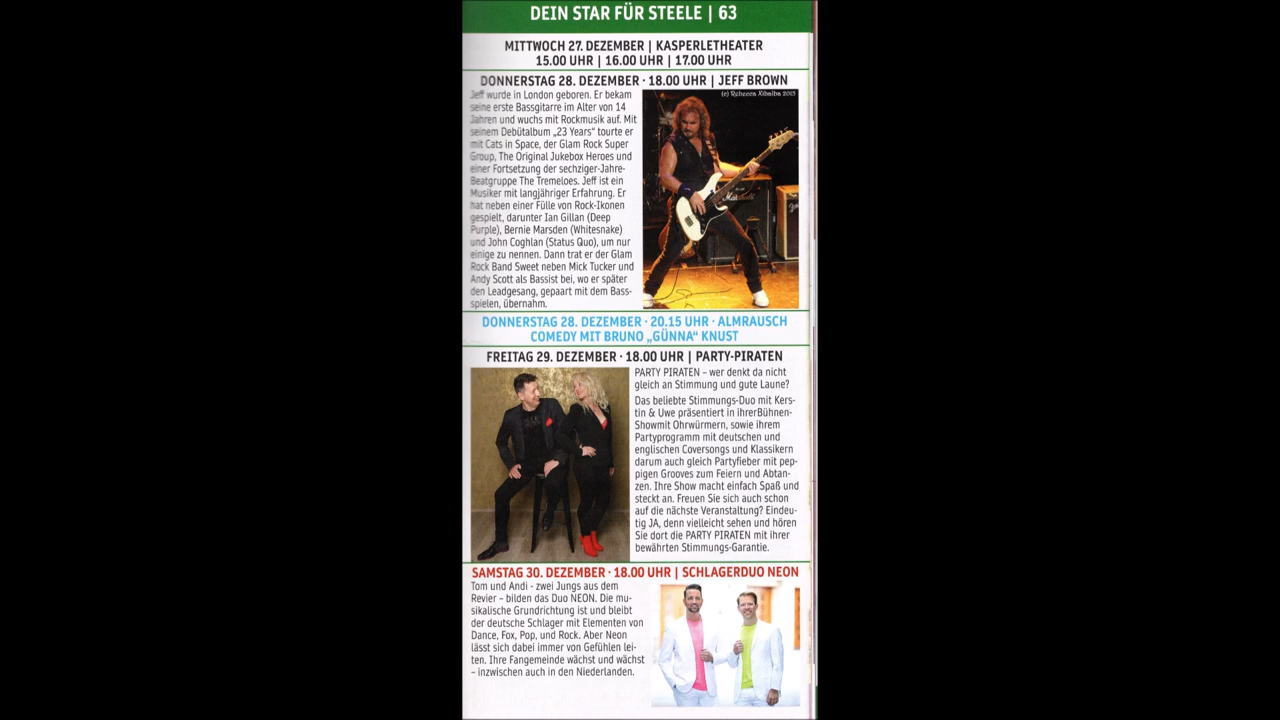 DEIN STAR FÜR STEELE | 63
MITTWOCH 27. DEZEMBER | KASPERLETHEATER
15.00 UHR | 16.00 UHR | 17.00 UHR
DONNERSTAG 28. DEZEMBER · 18.00 UHR | JEFF BROWN
Jeff wurde in London geboren. Er bekam
seine erste Bassgitarre im Alter von 14
Jahren und wuchs mit Rockmusik auf. Mit
seinem Debütalbum „23 Years“ tourte er
mit Cats in Space, der Glam Rock Super
Group, The Original Jukebox Heroes und
einer Fortsetzung der sechziger-Jahre-
Beatgruppe The Tremeloes. Jeff ist ein
Musiker mit langjähriger Erfahrung. Er
hat neben einer Fülle von Rock-Ikonen
gespielt, darunter Ian Gillan (Deep
Purple), Bernie Marsden (Whitesnake)
und John Coghlan (Status Quo), um nur
einige zu nennen. Dann trat er der Glam
Rock Band Sweet neben Mick Tucker und
Andy Scott als Bassist bei, wo er später
den Leadgesang, gepaart mit dem Bass-
spielen, übernahm.
(c) Rebecca Xibalba 2013
Marshall
DONNERSTAG 28. DEZEMBER · 20.15 UHR · ALMRAUSCH
COMEDY MIT BRUNO „GÜNNA“ KNUST
FREITAG 29. DEZEMBER · 18.00 UHR | PARTY-PIRATEN
PARTY PIRATEN – wer denkt da nicht
gleich an Stimmung und gute Laune?
Das beliebte Stimmungs-Duo mit Kers-
tin & Uwe präsentiert in ihrerBühnen-
Showmit Ohrwürmern, sowie ihrem
Partyprogramm mit deutschen und
englischen Coversongs und Klassikern
darum auch gleich Partyfieber mit pep-
pigen Grooves zum Feiern und Abtan-
zen. Ihre Show macht einfach Spaß und
steckt an. Freuen Sie sich auch schon
auf die nächste Veranstaltung? Eindeu-
tig JA, denn vielleicht sehen und hören
Sie dort die PARTY PIRATEN mit ihrer
bewährten Stimmungs-Garantie.
SAMSTAG 30. DEZEMBER · 18.00 UHR | SCHLAGERDUO NEON
Tom und Andi - zwei Jungs aus dem
Revier – bilden das Duo NEON. Die mu-
sikalische Grundrichtung ist und bleibt
der deutsche Schlager mit Elementen von
Dance, Fox, Pop, und Rock. Aber Neon
lässt sich dabei immer von Gefühlen lei-
ten. Ihre Fangemeinde wächst und wächst
– inzwischen auch in den Niederlanden.